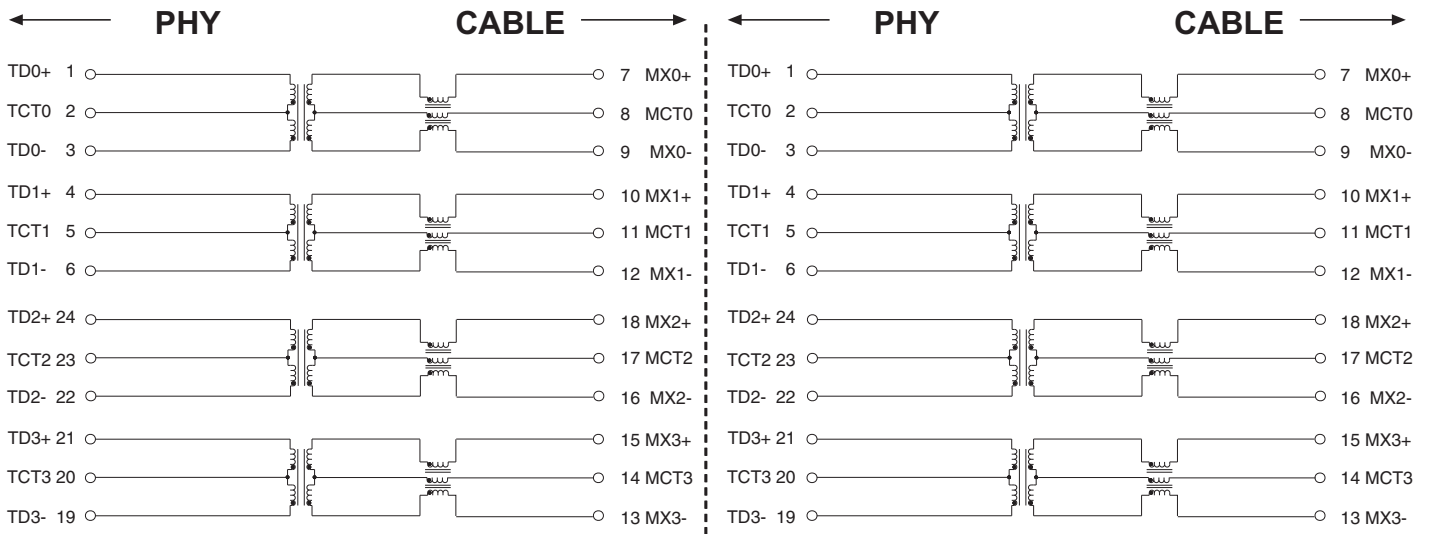 PHY CABLE
TD0+ 1 7 MX0+
TCT0 2 8 MCT0
TD0- 3 9 MX0-
TD1+ 4 10 MX1+
TCT1 5 11 MCT1
TD1- 6 12 MX1-
TD2+ 24 18 MX2+
TCT2 23 17 MCT2
TD2- 22 16 MX2-
TD3+ 21 15 MX3+
TCT3 20 14 MCT3
TD3- 19 13 MX3-
PHY CABLE
TD0+ 1 7 MX0+
TCT0 2 8 MCT0
TD0- 3 9 MX0-
TD1+ 4 10 MX1+
TCT1 5 11 MCT1
TD1- 6 12 MX1-
TD2+ 24 18 MX2+
TCT2 23 17 MCT2
TD2- 22 16 MX2-
TD3+ 21 15 MX3+
TCT3 20 14 MCT3
TD3- 19 13 MX3-